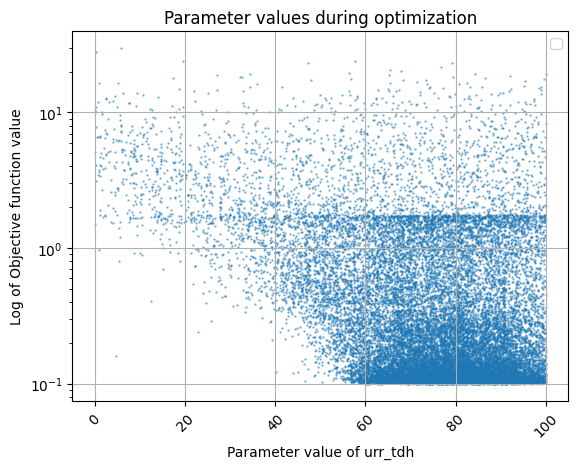 Parameter values during optimization
Log of Objective function value
10¹
10⁰
10⁻¹
0 20 40 60 80 100
Parameter value of urr_tdh